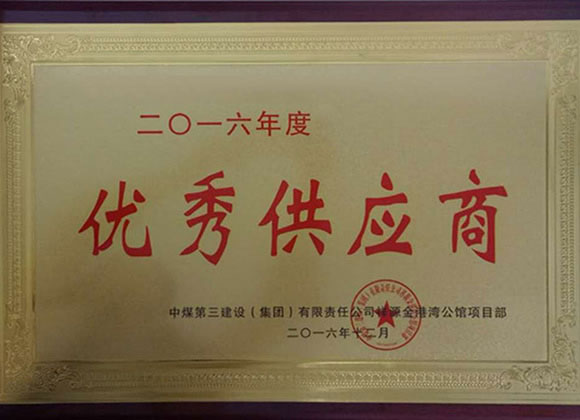 二〇一六年度
优秀供应商
中煤第三建设（集团）有限责任公司祥源金港湾公馆项目部
二〇一六年十二月